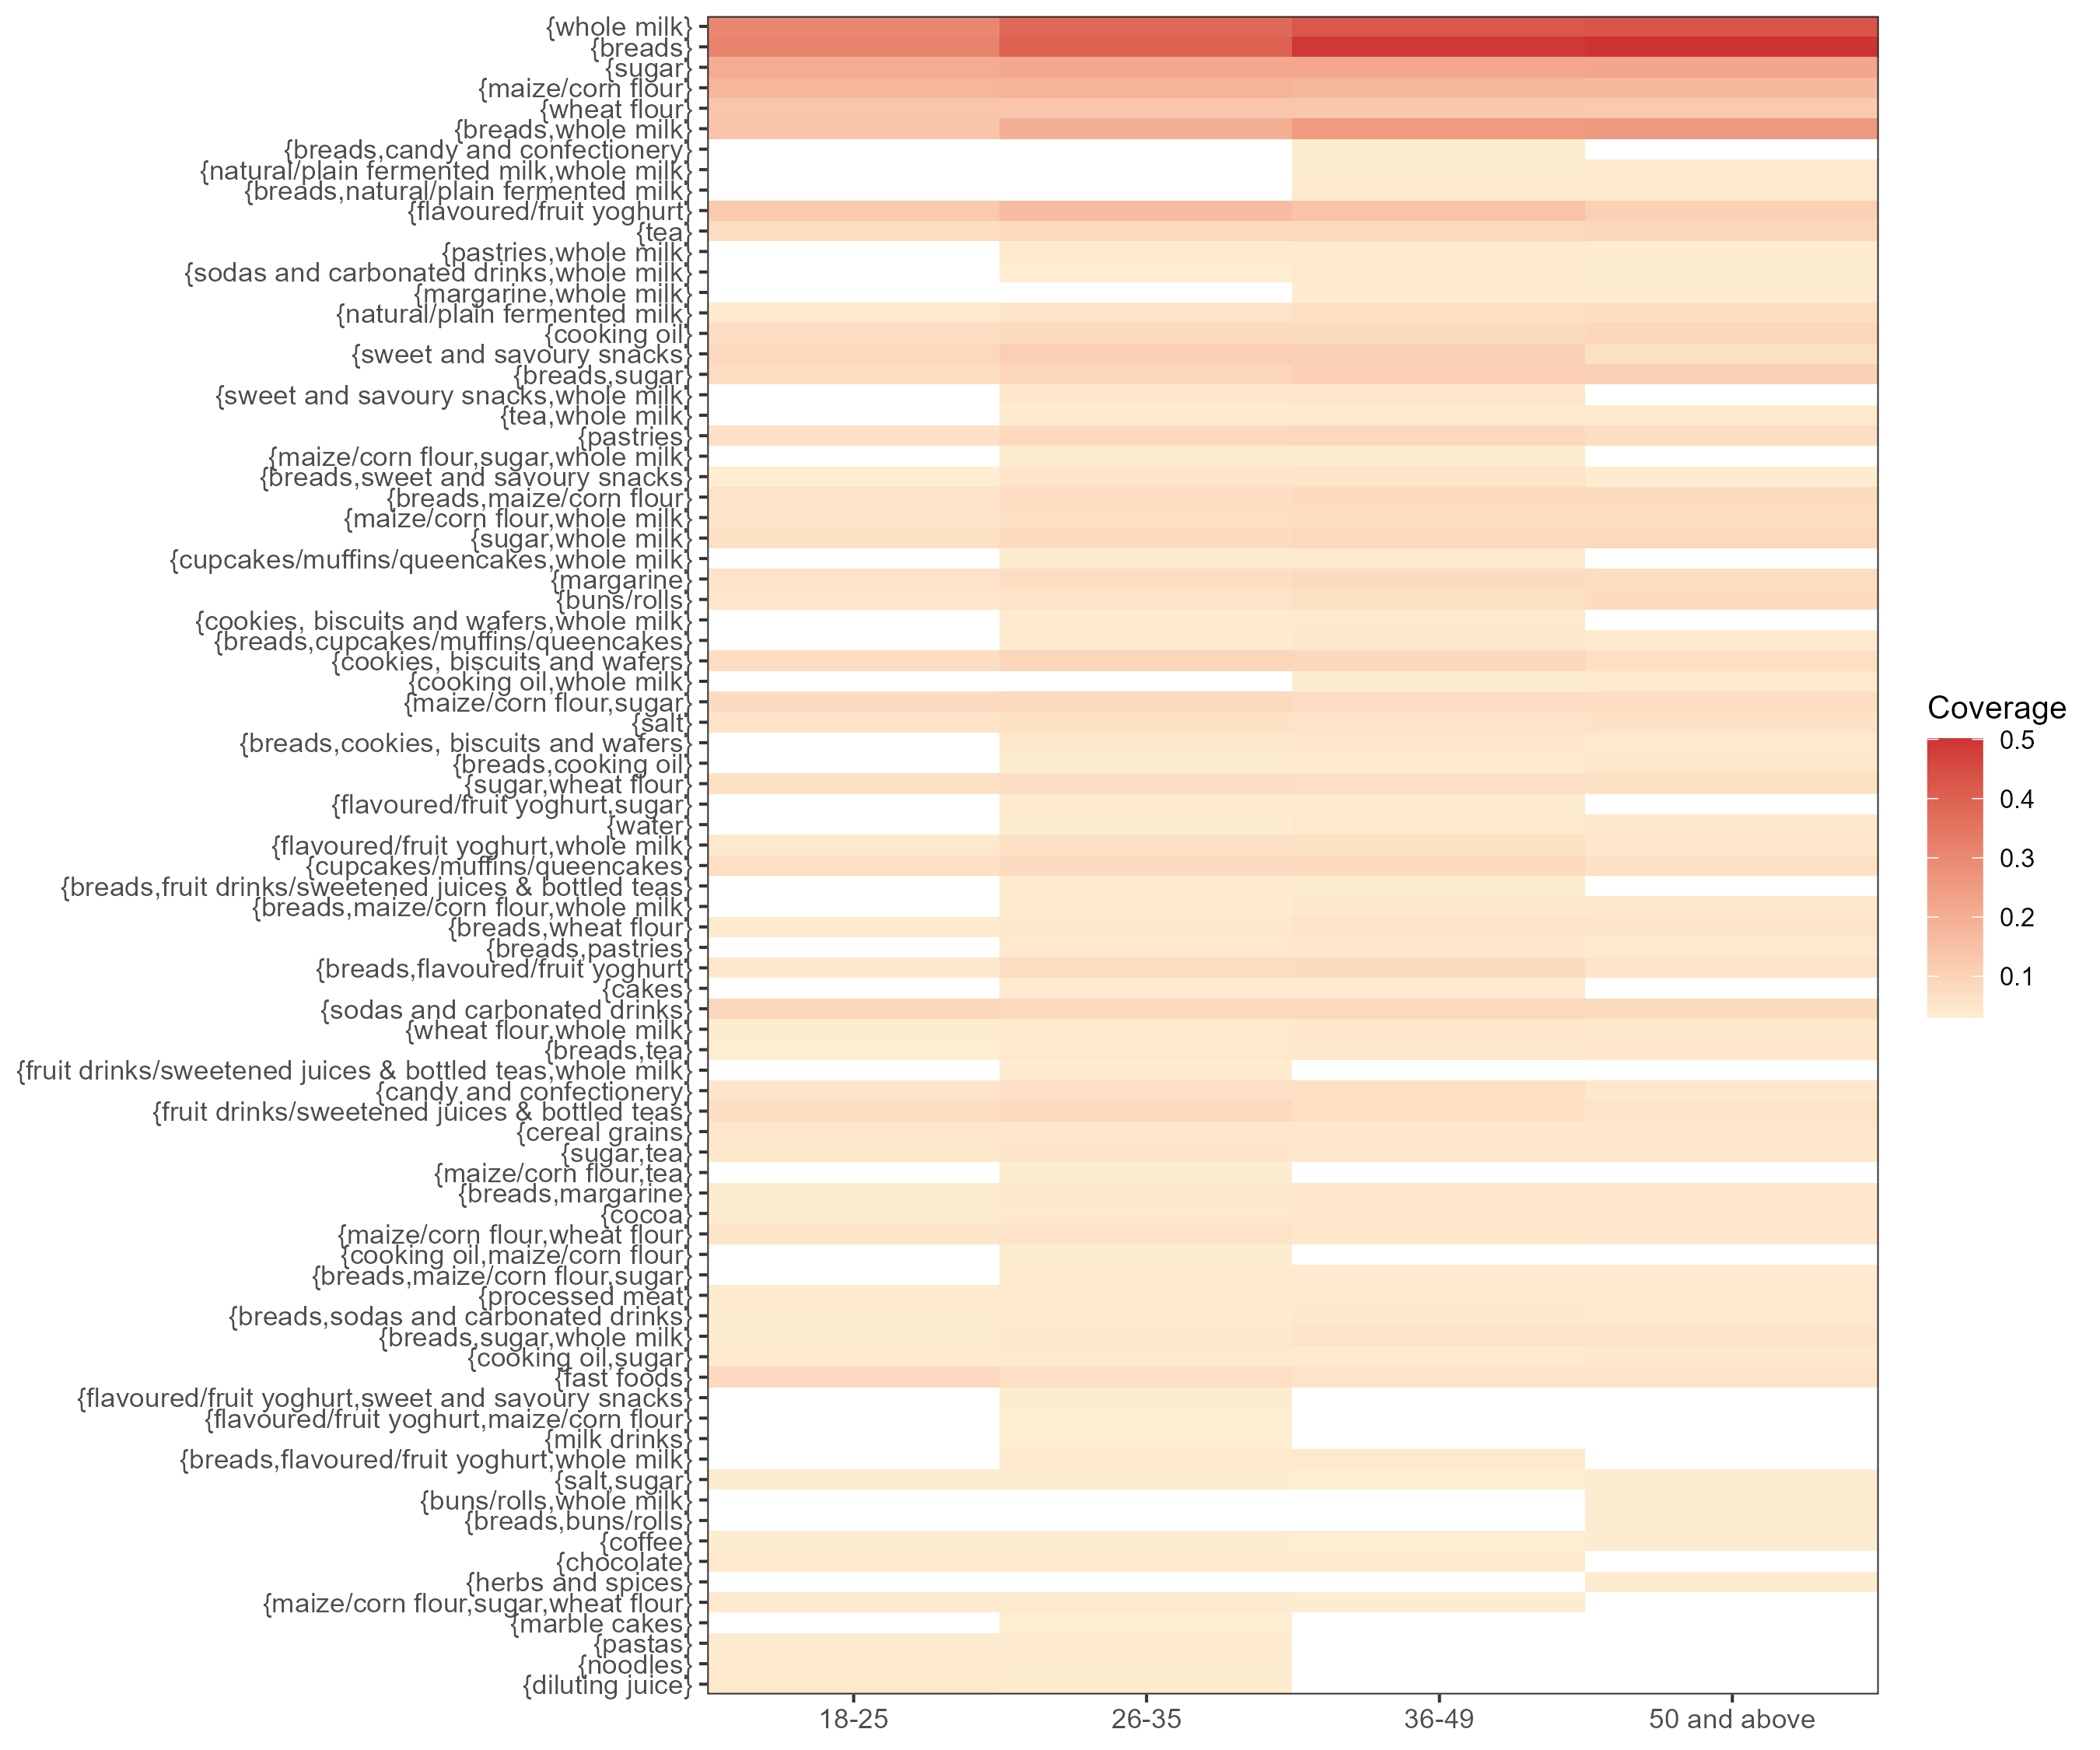 {whole milk}
{breads}
{sugar}
{maize/corn flour}
{wheat flour}
{breads,whole milk}
{breads,candy and confectionery}
{natural/plain fermented milk,whole milk}
{breads,natural/plain fermented milk}
{flavoured/fruit yoghurt}
{tea}
{pastries,whole milk}
{sodas and carbonated drinks,whole milk}
{margarine,whole milk}
{natural/plain fermented milk}
{cooking oil}
{sweet and savoury snacks}
{breads,sugar}
{sweet and savoury snacks,whole milk}
{tea,whole milk}
{pastries}
{maize/corn flour,sugar,whole milk}
{breads,sweet and savoury snacks}
{breads,maize/corn flour}
{maize/corn flour,whole milk}
{sugar,whole milk}
{cupcakes/muffins/queencakes,whole milk}
{margarine}
{buns/rolls}
{cookies, biscuits and wafers,whole milk}
{breads,cupcakes/muffins/queencakes}
{cookies, biscuits and wafers}
{cooking oil,whole milk}
{maize/corn flour,sugar}
{salt}
{breads,cookies, biscuits and wafers}
{breads,cooking oil}
{sugar,wheat flour}
{flavoured/fruit yoghurt,sugar}
{water}
{flavoured/fruit yoghurt,whole milk}
{cupcakes/muffins/queencakes}
{breads,fruit drinks/sweetened juices & bottled teas}
{breads,maize/corn flour,whole milk}
{breads,wheat flour}
{breads,pastries}
{breads,flavoured/fruit yoghurt}
{cakes}
{sodas and carbonated drinks}
{wheat flour,whole milk}
{breads,tea}
{fruit drinks/sweetened juices & bottled teas,whole milk}
{candy and confectionery}
{fruit drinks/sweetened juices & bottled teas}
{cereal grains}
{sugar,tea}
{maize/corn flour,tea}
{breads,margarine}
{cocoa}
{maize/corn flour,wheat flour}
{cooking oil,maize/corn flour}
{breads,maize/corn flour,sugar}
{processed meat}
{breads,sodas and carbonated drinks}
{breads,sugar,whole milk}
{cooking oil,sugar}
{fast foods}
{flavoured/fruit yoghurt,sweet and savoury snacks}
{flavoured/fruit yoghurt,maize/corn flour}
{milk drinks}
{breads,flavoured/fruit yoghurt,whole milk}
{salt,sugar}
{buns/rolls,whole milk}
{breads,buns/rolls}
{coffee}
{chocolate}
{herbs and spices}
{maize/corn flour,sugar,wheat flour}
{marble cakes}
{pastas}
{noodles}
{diluting juice}
18-25 26-35 36-49 50 and above
Coverage
0.5
0.4
0.3
0.2
0.1